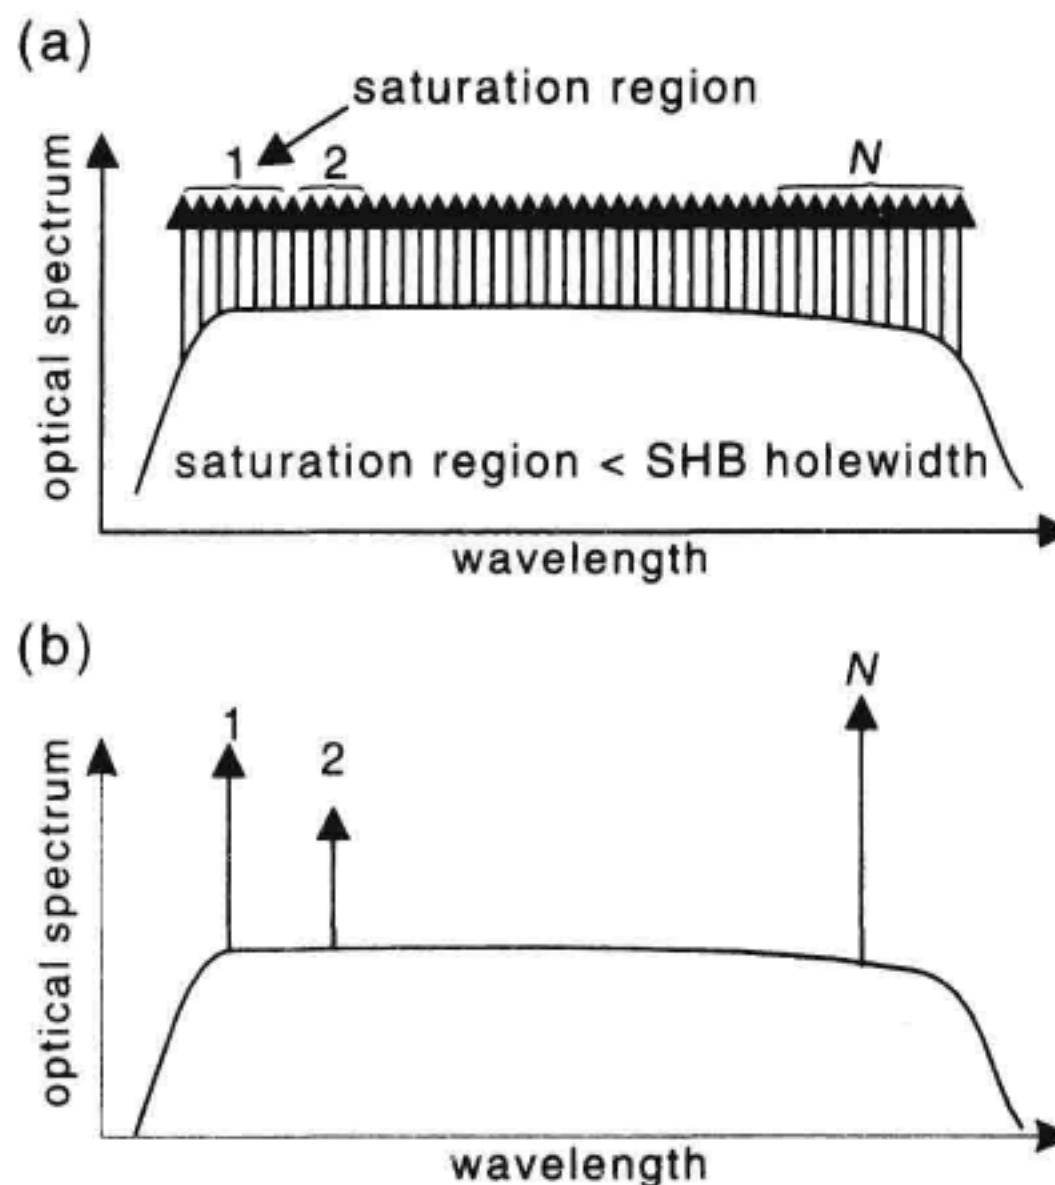 (a)
saturation region
1 2 N
optical spectrum
saturation region < SHB holewidth
wavelength
(b)
N
1
2
optical spectrum
wavelength